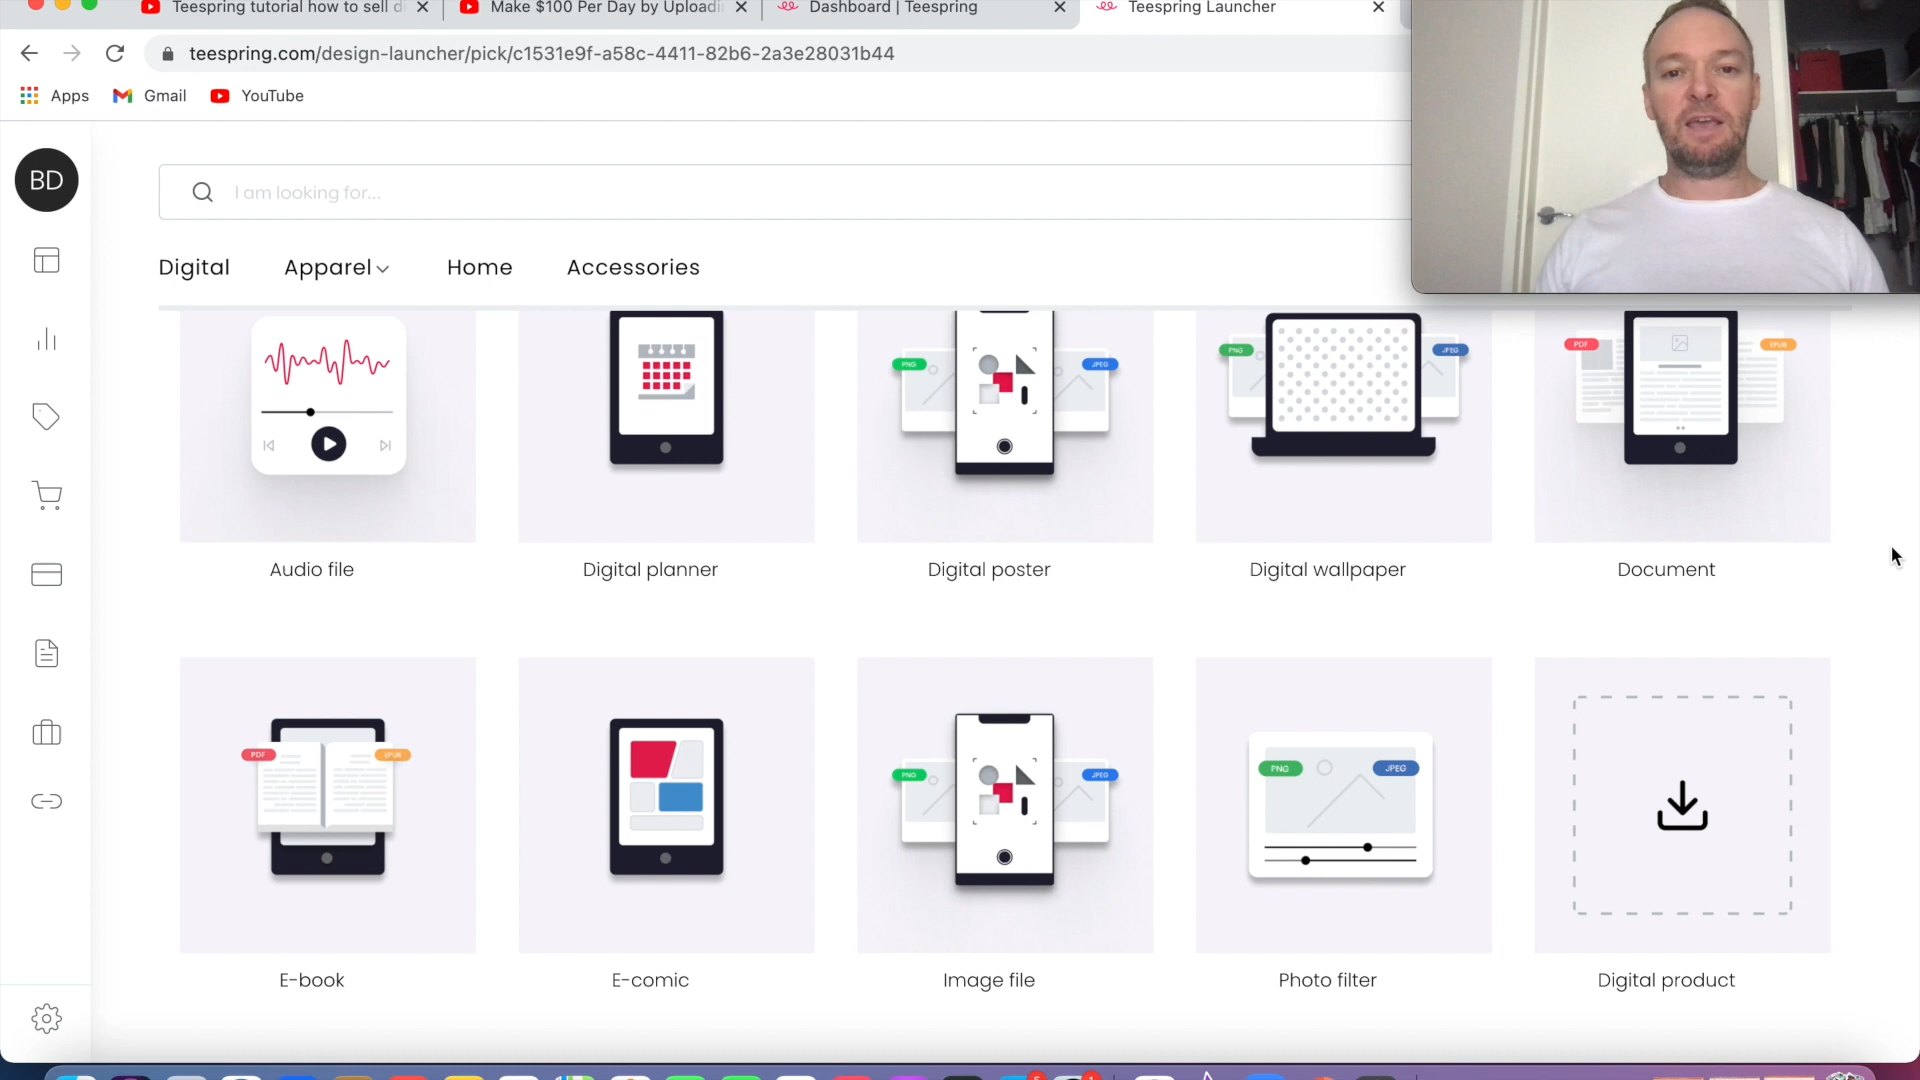 Teespring tutorial how to sell d
Make $100 Per Day by Uploadi
Dashboard | Teespring
Teespring Launcher
teespring.com/design-launcher/pick/c1531e9f-a58c-4411-82b6-2a3e28031b44
Apps
Gmail
YouTube
BD
I am looking for...
Digital
Apparel
Home
Accessories
PNG
JPEG
PNG
JPEG
PDF
EPUB
Audio file
Digital planner
Digital poster
Digital wallpaper
Document
PDF
EPUB
PNG
JPEG
PNG
JPEG
E-book
E-comic
Image file
Photo filter
Digital product